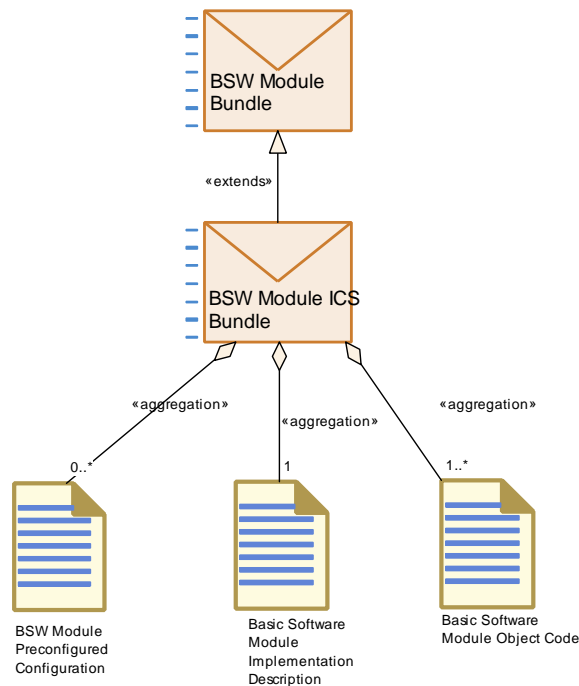 BSW Module
Bundle
«extends»
BSW Module ICS
Bundle
«aggregation»
«aggregation»
«aggregation»
0..*
1
1..*
BSW Module
Preconfigured
Configuration
Basic Software
Module
Implementation
Description
Basic Software
Module Object Code